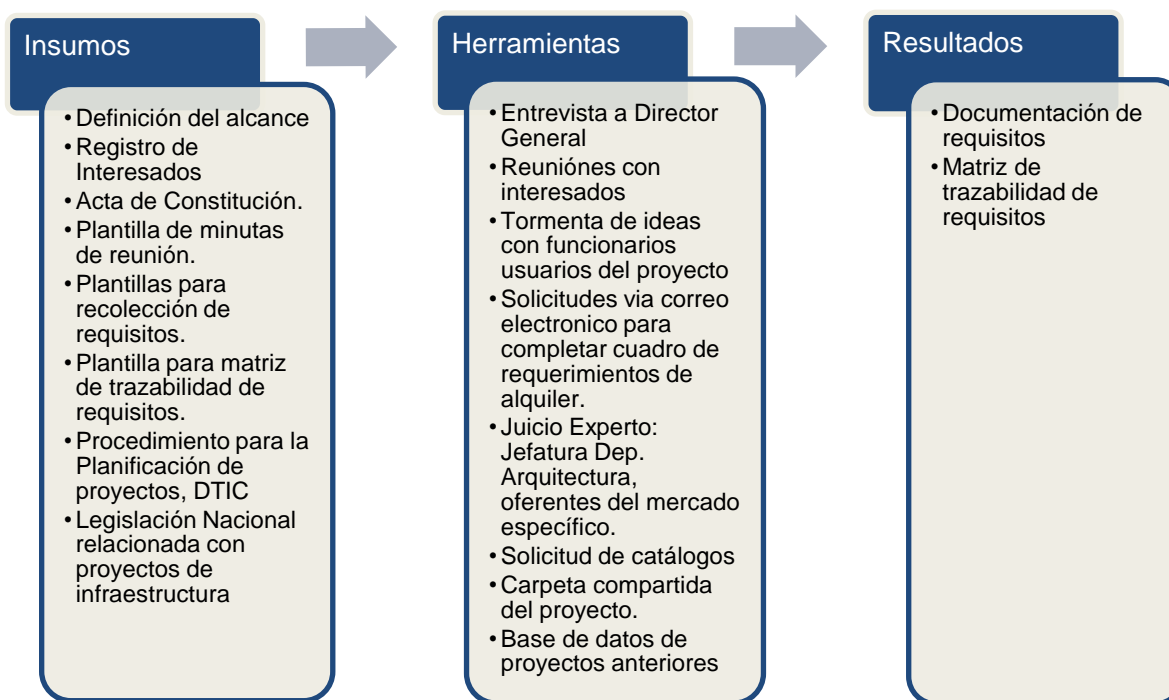 Insumos
• Definición del alcance
• Registro de
Interesados
• Acta de Constitución.
• Plantilla de minutas
de reunión.
• Plantillas para
recolección de
requisitos.
• Plantilla para matriz
de trazabilidad de
requisitos.
• Procedimiento para la
Planificación de
proyectos, DTIC
• Legislación Nacional
relacionada con
proyectos de
infraestructura
Herramientas
• Entrevista a Director
General
• Reuniónes con
interesados
• Tormenta de ideas
con funcionarios
usuarios del proyecto
• Solicitudes via correo
electronico para
completar cuadro de
requerimientos de
alquiler.
• Juicio Experto:
Jefatura Dep.
Arquitectura,
oferentes del mercado
específico.
• Solicitud de catálogos
• Carpeta compartida
del proyecto.
• Base de datos de
proyectos anteriores
Resultados
• Documentación de
requisitos
• Matriz de
trazabilidad de
requisitos